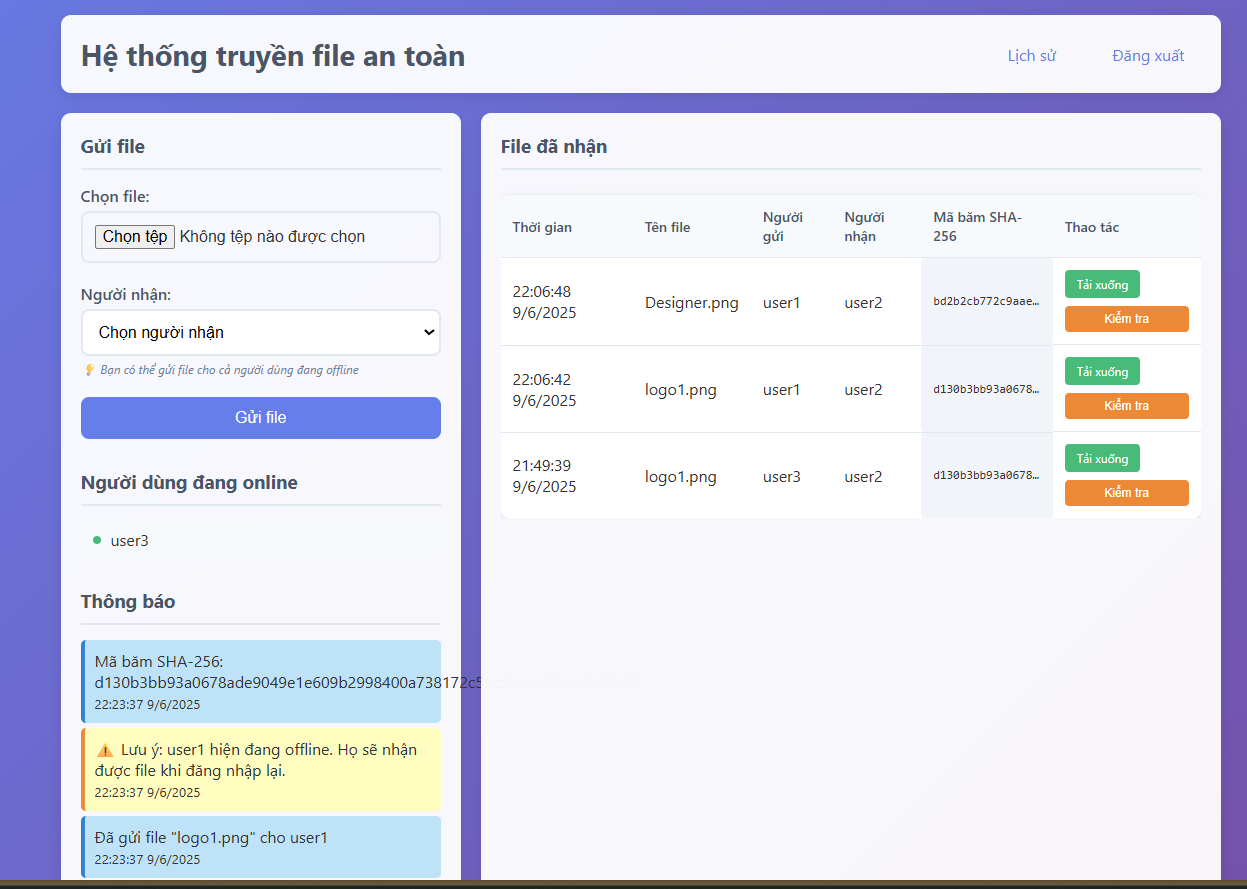 Hệ thống truyền file an toàn
Lịch sử
Đăng xuất
Gửi file
Chọn file:
Chọn tệp Không tệp nào được chọn
Người nhận:
Chọn người nhận
Bạn có thể gửi file cho cả người dùng đang offline
Gửi file
Người dùng đang online
user3
Thông báo
Mã băm SHA-256:
d130b3bb93a0678ade9049e1e609b2998400a738172c5
22:23:37 9/6/2025
Lưu ý: user1 hiện đang offline. Họ sẽ nhận
được file khi đăng nhập lại.
22:23:37 9/6/2025
Đã gửi file "logo1.png" cho user1
22:23:37 9/6/2025
File đã nhận
Thời gian
Tên file
Người
gửi
Người
nhận
Mã băm SHA-
256
Thao tác
22:06:48
9/6/2025
Designer.png
user1
user2
bd2b2cb772c9aae…
Tải xuống
Kiểm tra
22:06:42
9/6/2025
logo1.png
user1
user2
d130b3bb93a0678…
Tải xuống
Kiểm tra
21:49:39
9/6/2025
logo1.png
user3
user2
d130b3bb93a0678…
Tải xuống
Kiểm tra